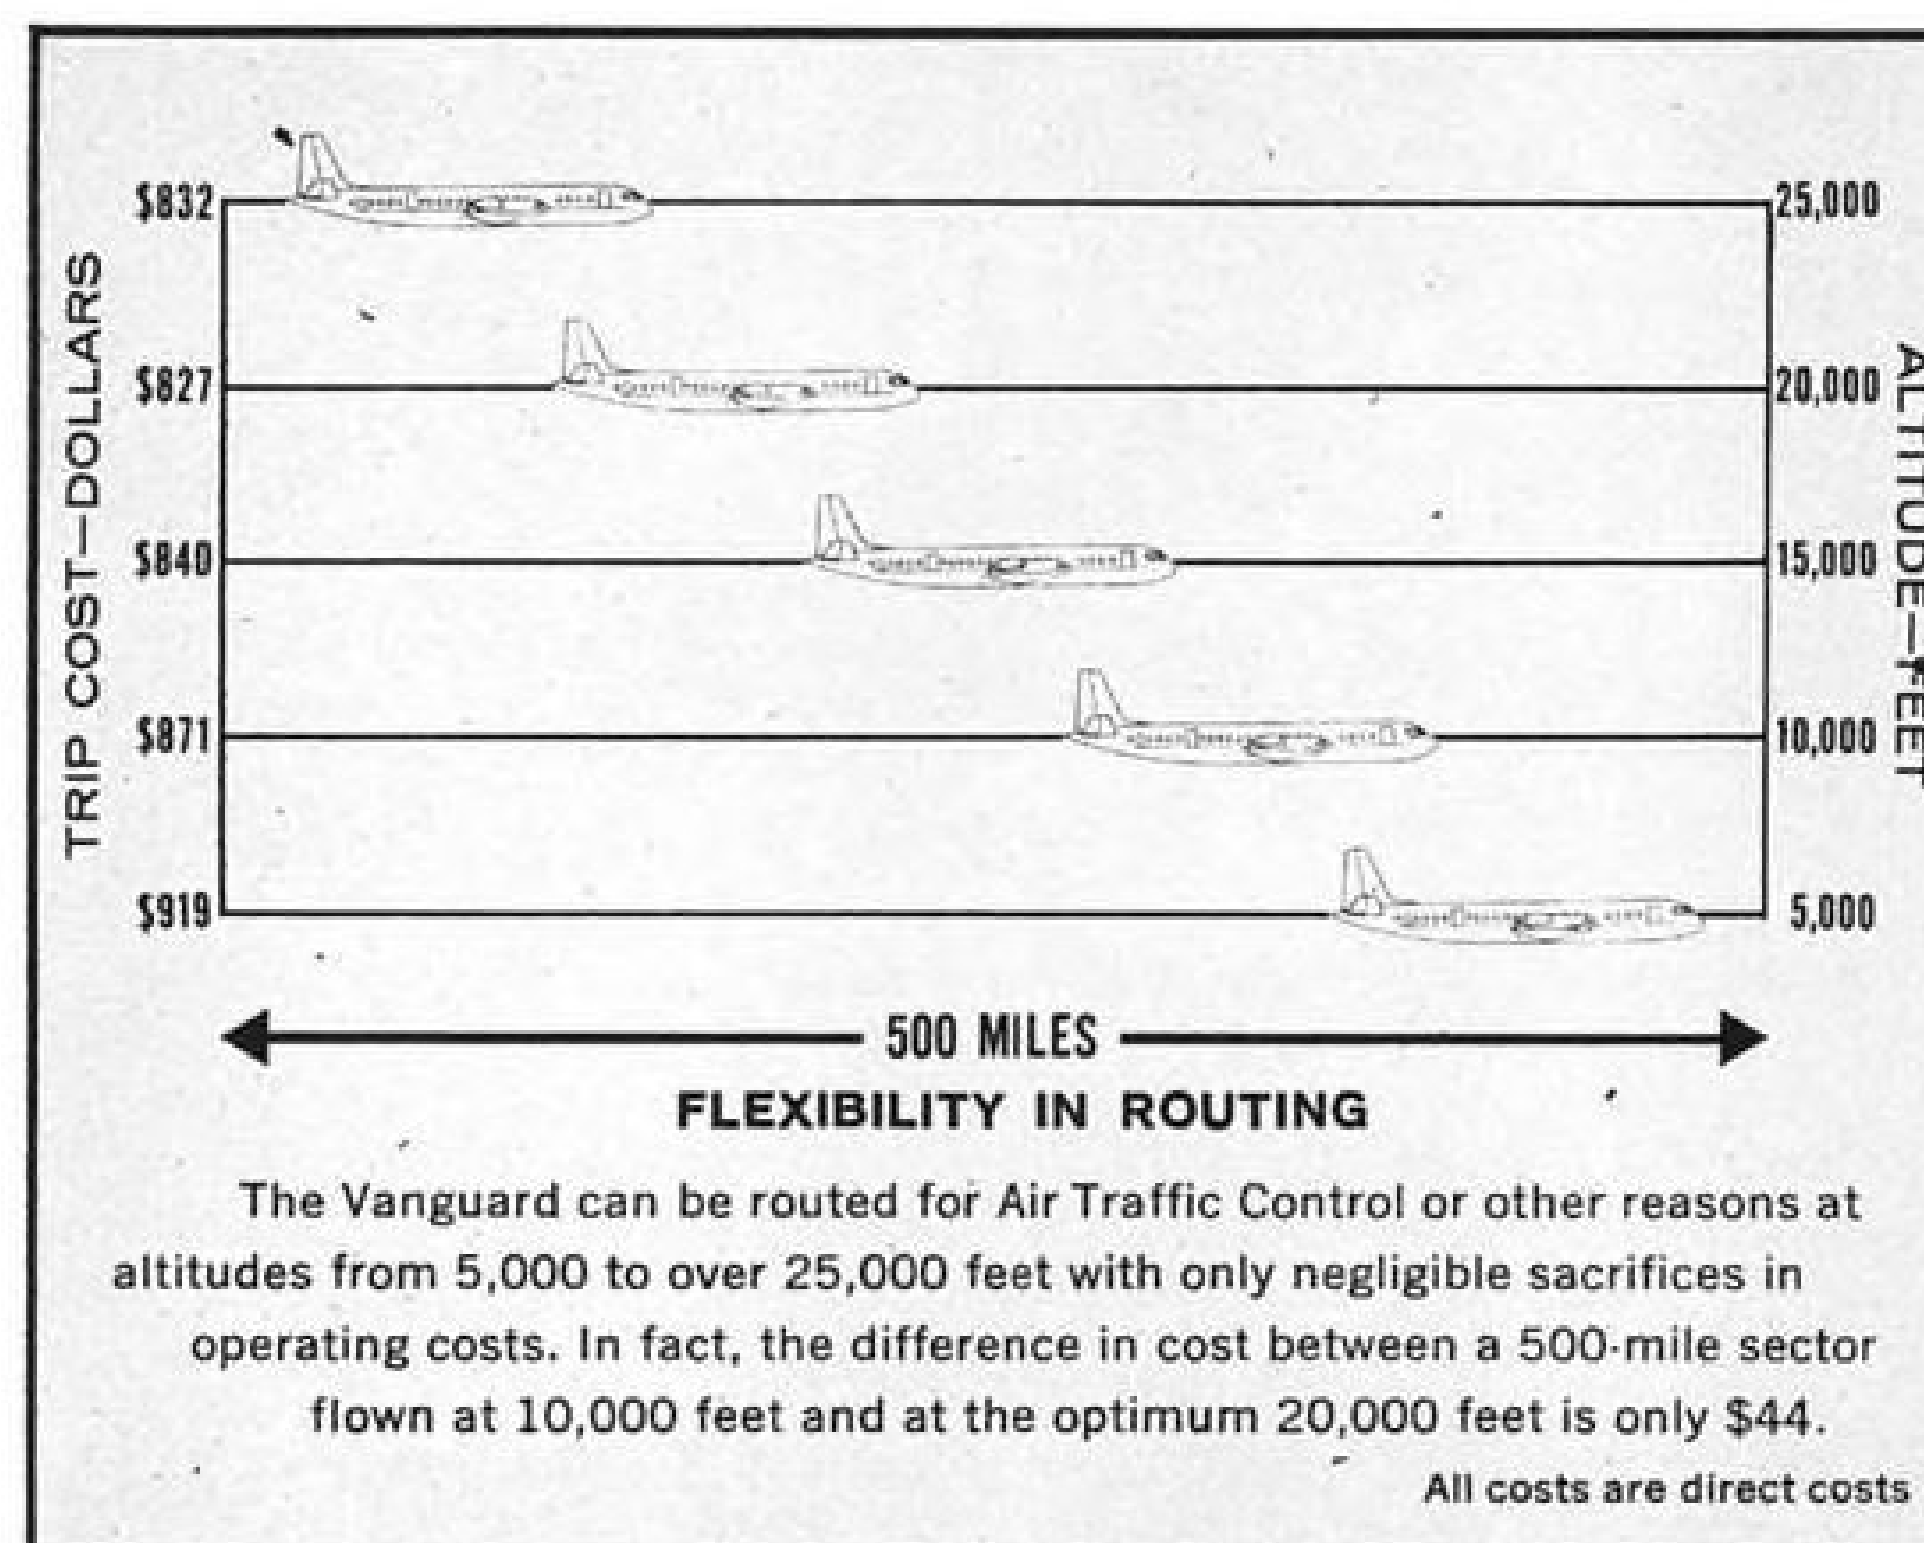 $832 25,000
$827 20,000
$840 15,000
$871 10,000
$919 5,000
TRIP COST—DOLLARS
ALTITUDE—FEET
500 MILES
FLEXIBILITY IN ROUTING
The Vanguard can be routed for Air Traffic Control or other reasons at
altitudes from 5,000 to over 25,000 feet with only negligible sacrifices in
operating costs. In fact, the difference in cost between a 500-mile sector
flown at 10,000 feet and at the optimum 20,000 feet is only $44.
All costs are direct costs